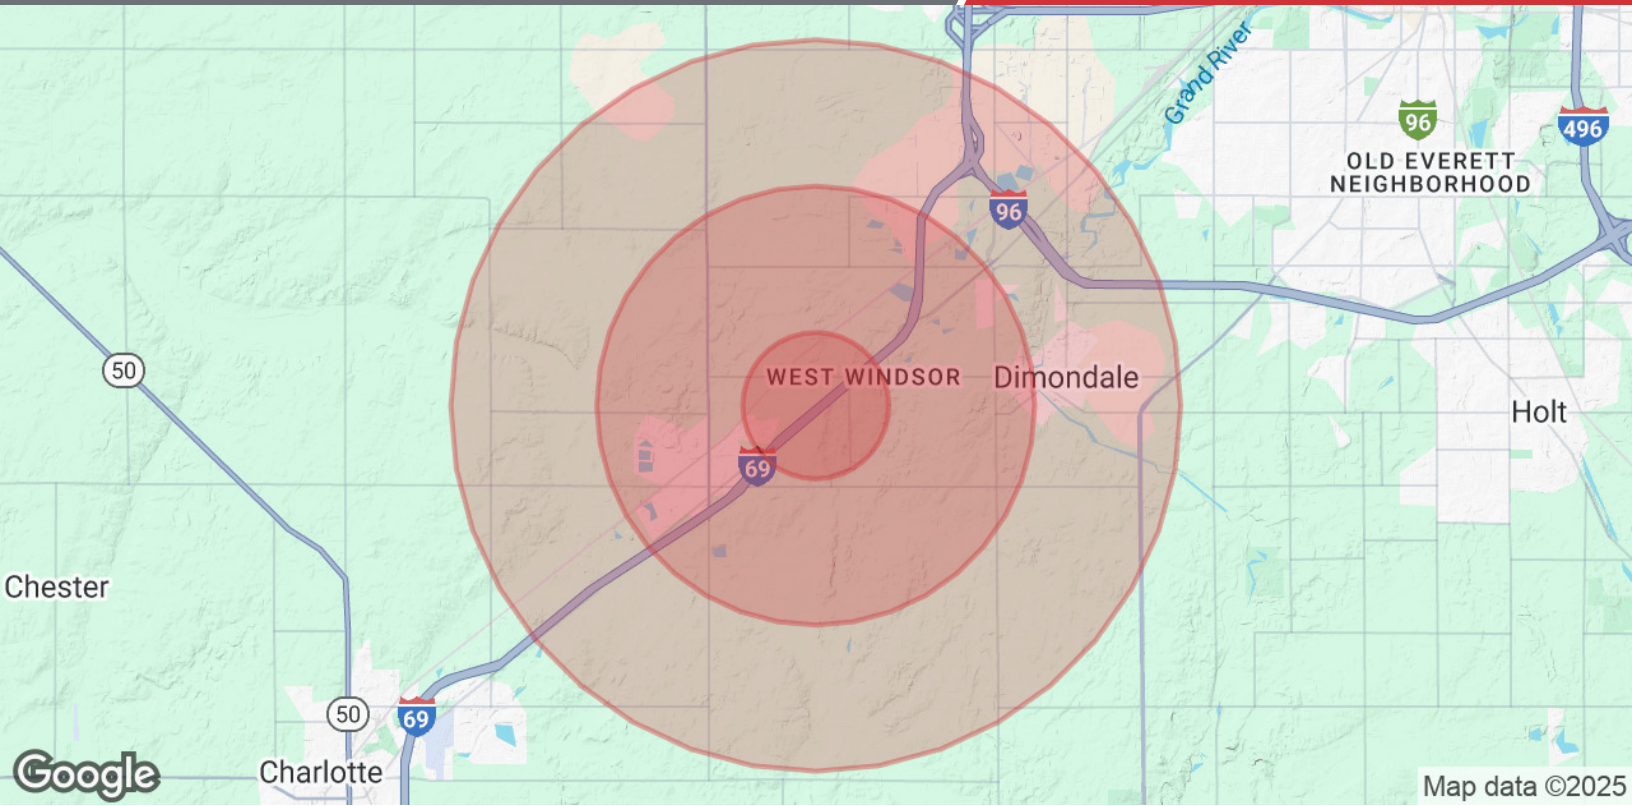 Grand River
96
496
OLD EVERETT
NEIGHBORHOOD
96
50
WEST WINDSOR
Dimondale
Holt
69
Chester
50
69
Charlotte
Google
Map data ©2025